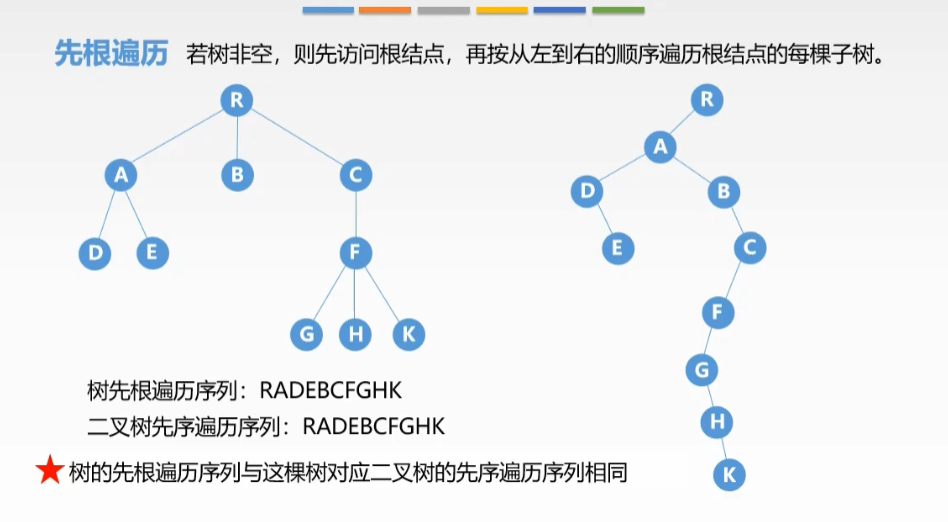 先根遍历 若树非空，则先访问根结点，再按从左到右的顺序遍历根结点的每棵子树。
R R
A
A B C
D B
D E F
E C
F
G H K
G
树先根遍历序列：RADEBCFGHK
二叉树先序遍历序列：RADEBCFGHK
H
树的先根遍历序列与这棵树对应二叉树的先序遍历序列相同
K